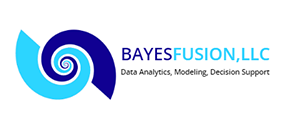 BAYESFUSION,LLC
Data Analytics, Modeling, Decision Support